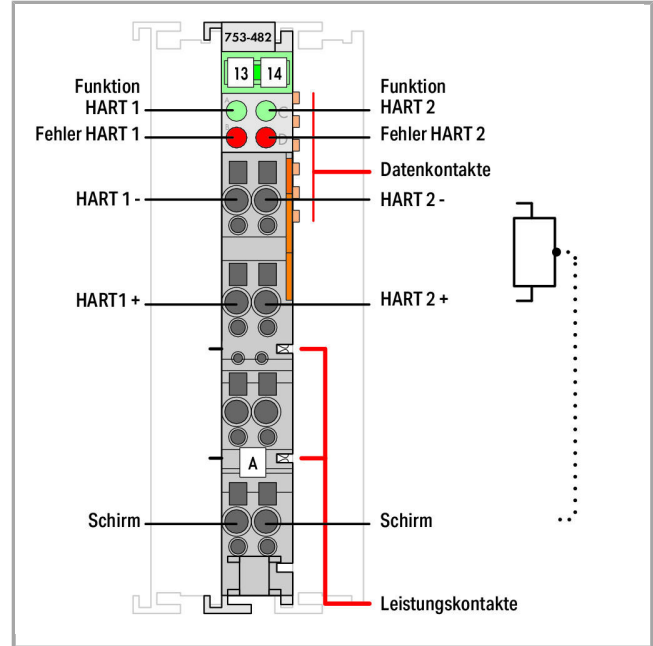 753-482
13 14
Funktion
HART 1
Funktion
HART 2
A
C
Fehler HART 1
Fehler HART 2
D
Datenkontakte
HART 1 -
HART 2 -
HART1 +
HART 2 +
A
Schirm
Schirm
Leistungskontakte